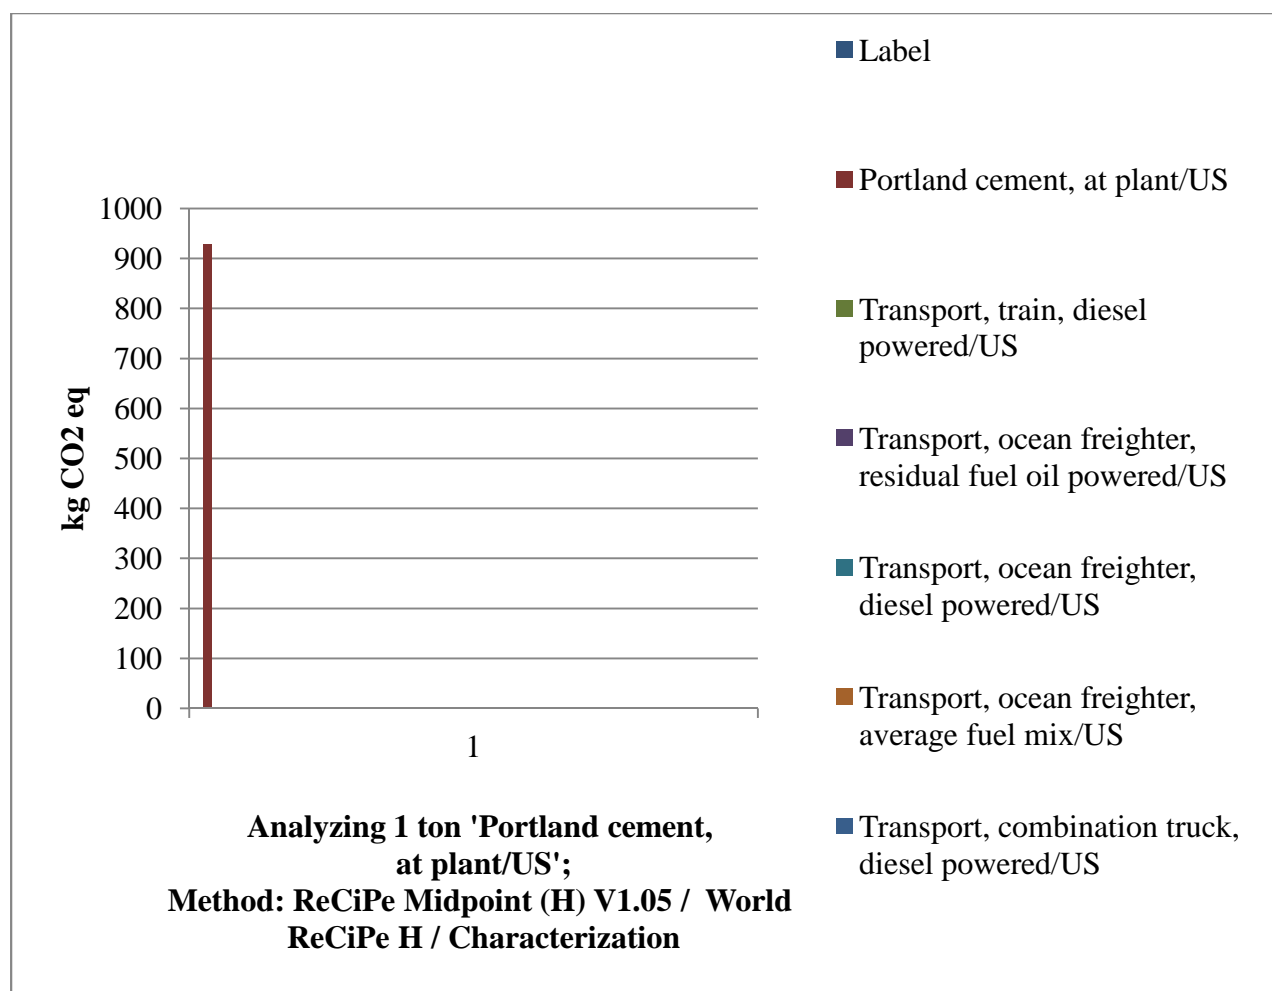 1000
900
800
700
600
500
400
300
200
100
0
kg CO2 eq
1
Analyzing 1 ton 'Portland cement,
at plant/US';
Method: ReCiPe Midpoint (H) V1.05 /  World
ReCiPe H / Characterization
Label
Portland cement, at plant/US
Transport, train, diesel
powered/US
Transport, ocean freighter,
residual fuel oil powered/US
Transport, ocean freighter,
diesel powered/US
Transport, ocean freighter,
average fuel mix/US
Transport, combination truck,
diesel powered/US